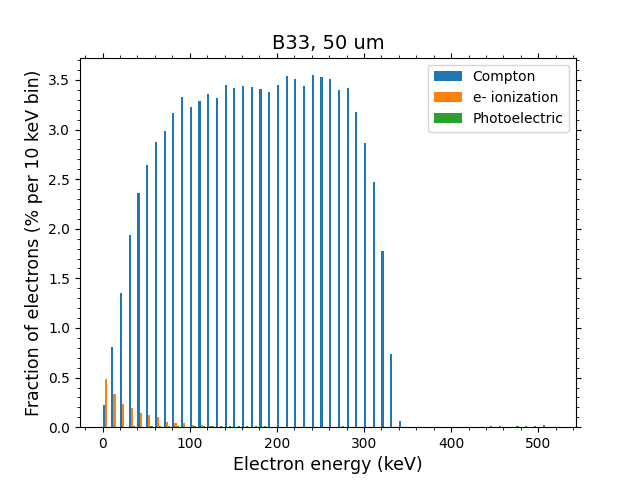 B33, 50 um
Compton
e- ionization
Photoelectric
Fraction of electrons (% per 10 keV bin)
3.5
3.0
2.5
2.0
1.5
1.0
0.5
0.0
0 100 200 300 400 500
Electron energy (keV)